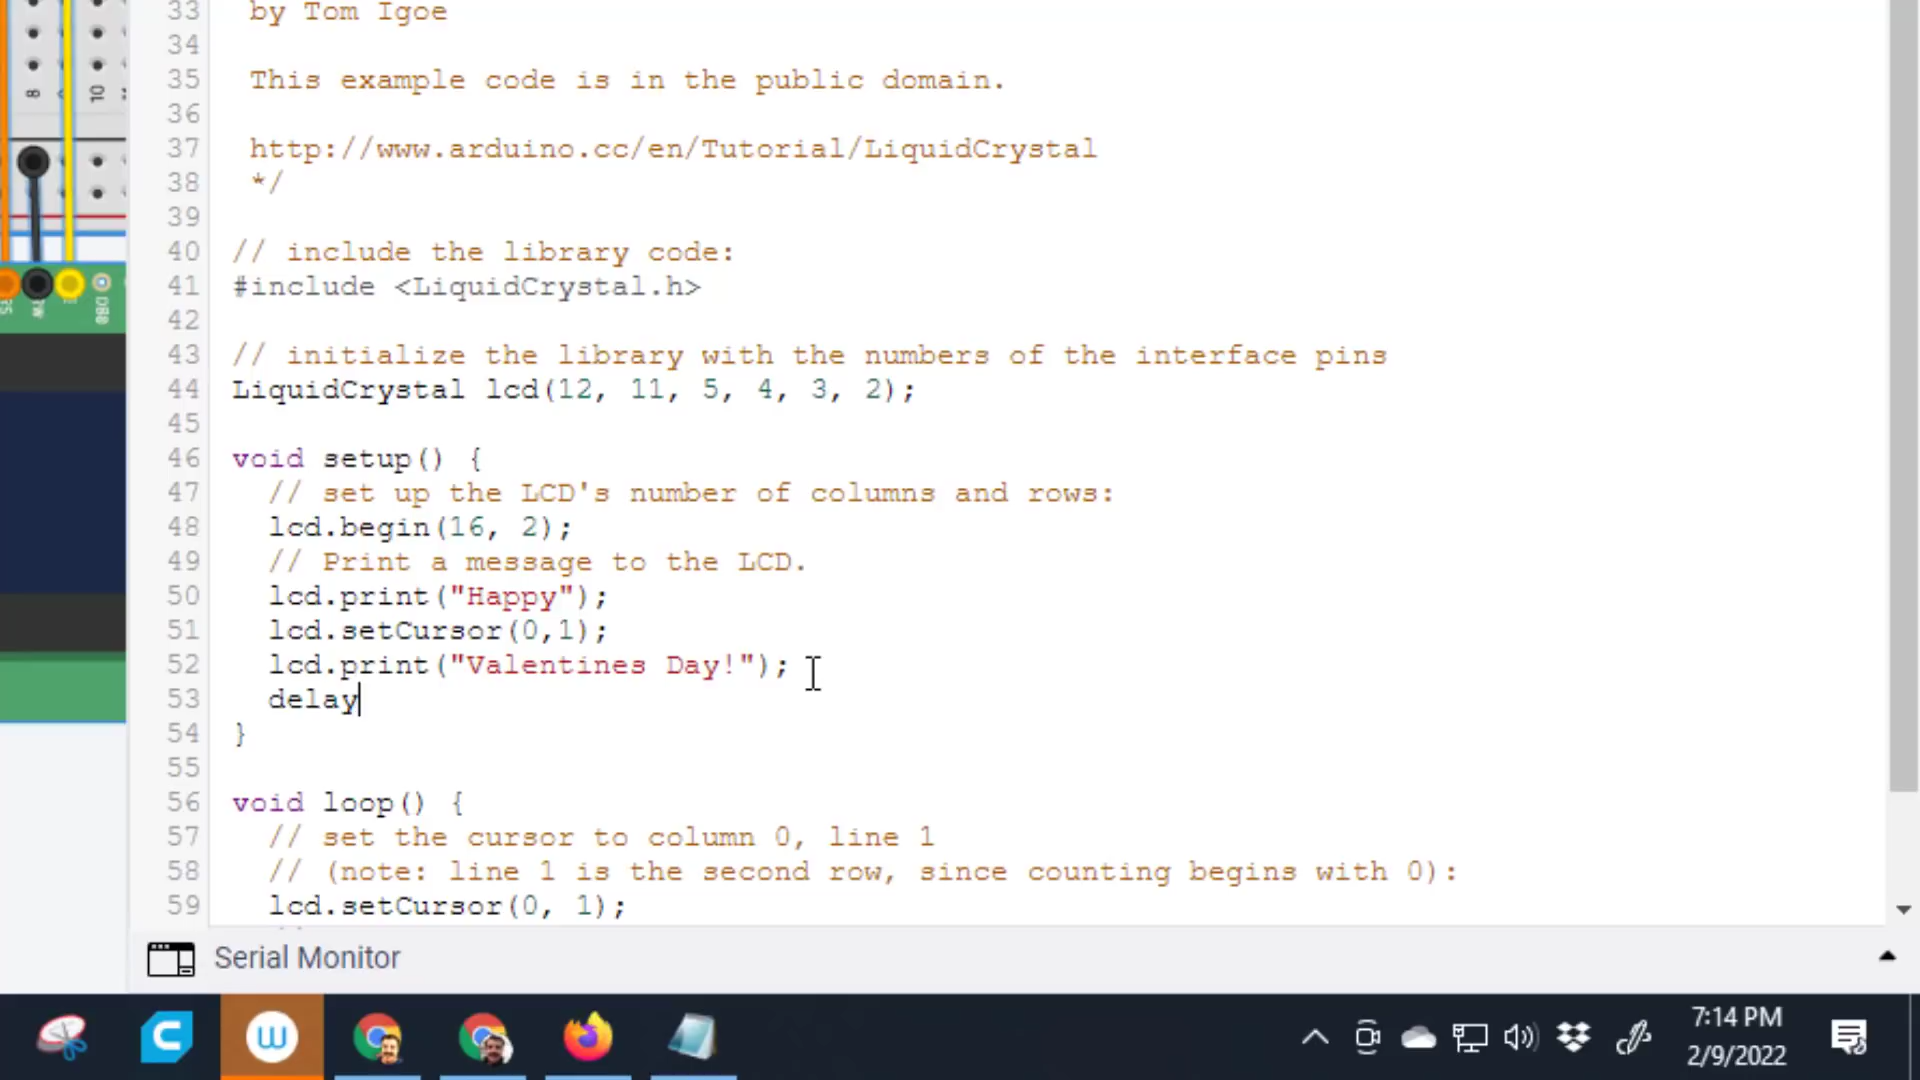 33 by Tom Igoe
34
35 This example code is in the public domain.
36
37 http://www.arduino.cc/en/Tutorial/LiquidCrystal
38 */
39
40 // include the library code:
41 #include <LiquidCrystal.h>
42
43 // initialize the library with the numbers of the interface pins
44 LiquidCrystal lcd(12, 11, 5, 4, 3, 2);
45
46 void setup() {
47 // set up the LCD's number of columns and rows:
48 lcd.begin(16, 2);
49 // Print a message to the LCD.
50 lcd.print("Happy");
51 lcd.setCursor(0,1);
52 lcd.print("Valentines Day!");
53 delay
54 }
55
56 void loop() {
57 // set the cursor to column 0, line 1
58 // (note: line 1 is the second row, since counting begins with 0):
59 lcd.setCursor(0, 1);
8
10
RW
DB0
Serial Monitor
7:14 PM
2/9/2022